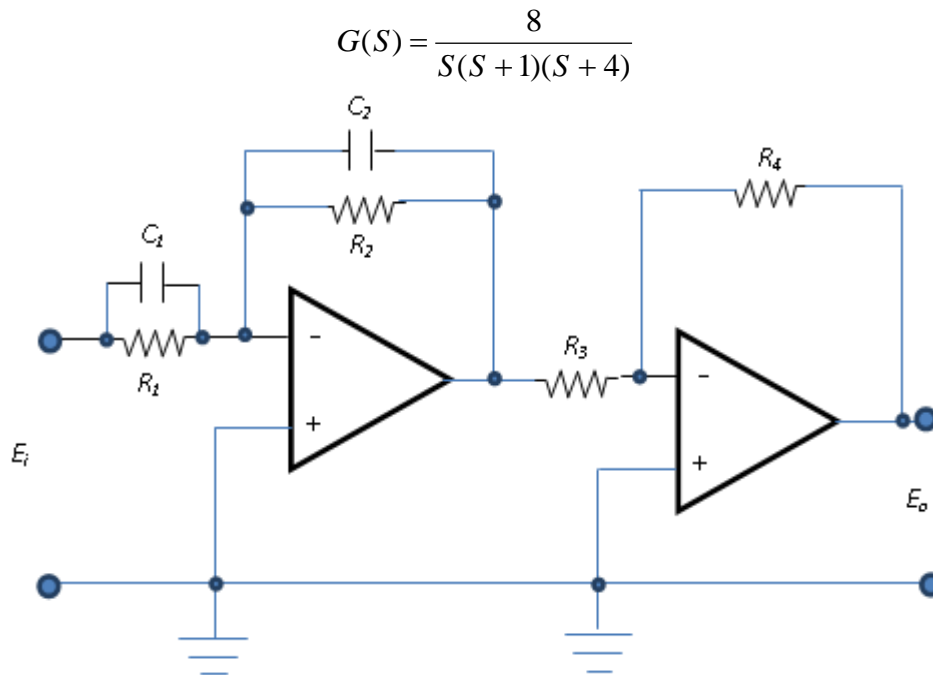 G(S) = 8 / S(S + 1)(S + 4)
C2
R4
R2
C1
R3
R1
-
+
-
+
Ei
Eo